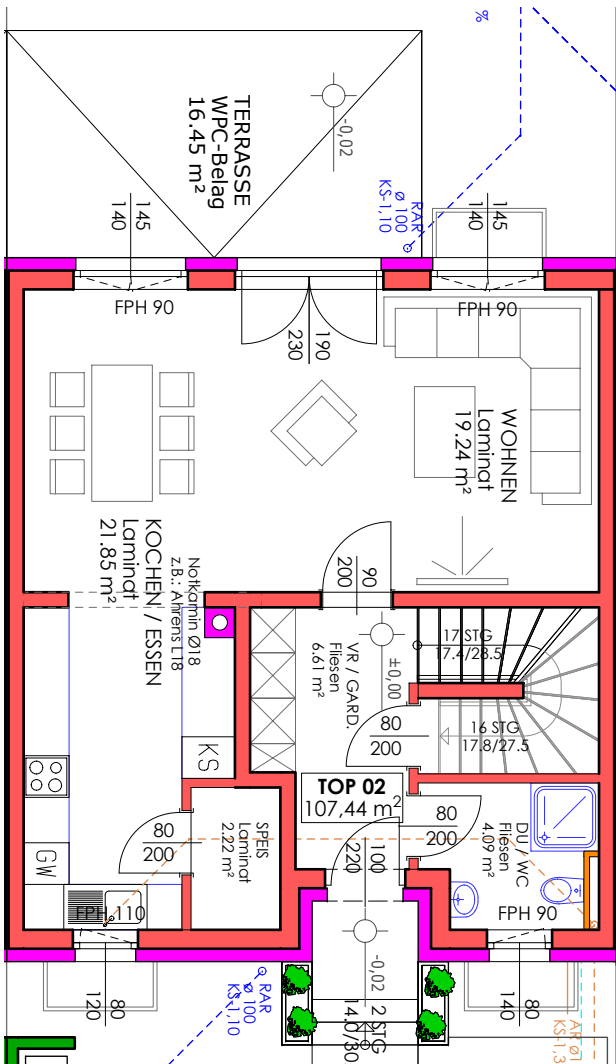 %
TERRASSE
WPC-Belag
16.45 m²
-0,02
RAR
Ø 100
KS-1,10
145
140
145
140
FPH 90
FPH 90
190
230
WOHNEN
Laminat
19.24 m²
KOCHEN / ESSEN
Laminat
21.85 m²
Notkamin Ø18
z.B.: Ahrens L18
90
200
VR / GARD.
Fliesen
6.61 m²
±0,00
17 STG
17.4/28.5
16 STG
17.8/27.5
80
200
KS
TOP 02
107,44 m²
80
200
DU / WC
Fliesen
4.09 m²
SPEIS
Laminat
2.22 m²
80
200
100
220
GW
FPH 110
FPH 90
-0,02
2 STG
14.0/30
80
120
RAR
Ø 100
KS-1,10
80
140
AR Ø
KS-1,3